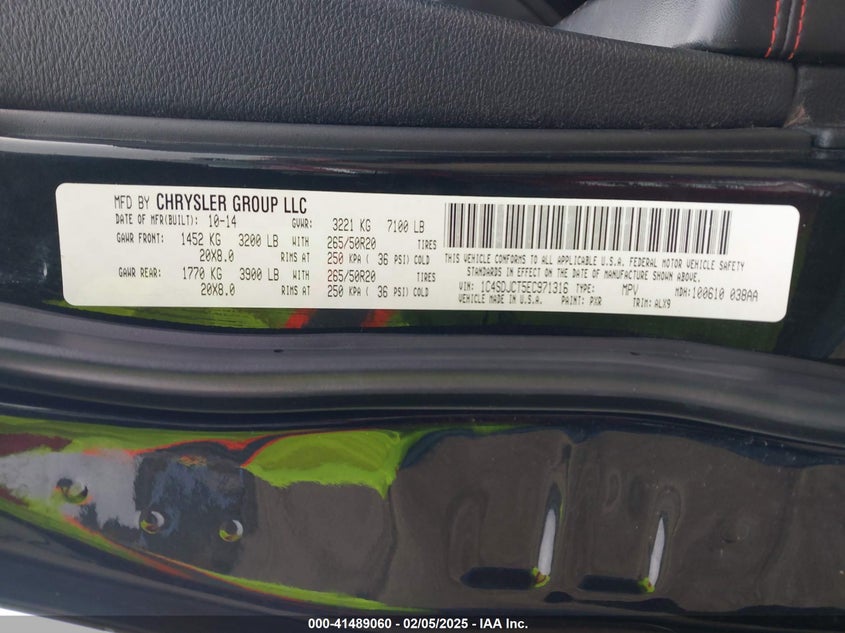 MFD BY CHRYSLER GROUP LLC
DATE OF MFR(BUILT): 10-14 GVWR: 3221 KG 7100 LB
GAWR FRONT: 1452 KG 3200 LB WITH 265/50R20 TIRES
20X8.0 RIMS AT 250 KPA ( 36 PSI) COLD
GAWR REAR: 1770 KG 3900 LB WITH 265/50R20 TIRES
20X8.0 RIMS AT 250 KPA ( 36 PSI) COLD
THIS VEHICLE CONFORMS TO ALL APPLICABLE U.S.A. FEDERAL MOTOR VEHICLE SAFETY
STANDARDS IN EFFECT ON THE DATE OF MANUFACTURE SHOWN ABOVE.
VIN: 1C4SDJCT5EC971316 TYPE: MPV MDH: 100610 038AA
VEHICLE MADE IN U.S.A. PAINT: PXR TRIM: ALX9
000-41489060 - 02/05/2025 - IAA Inc.